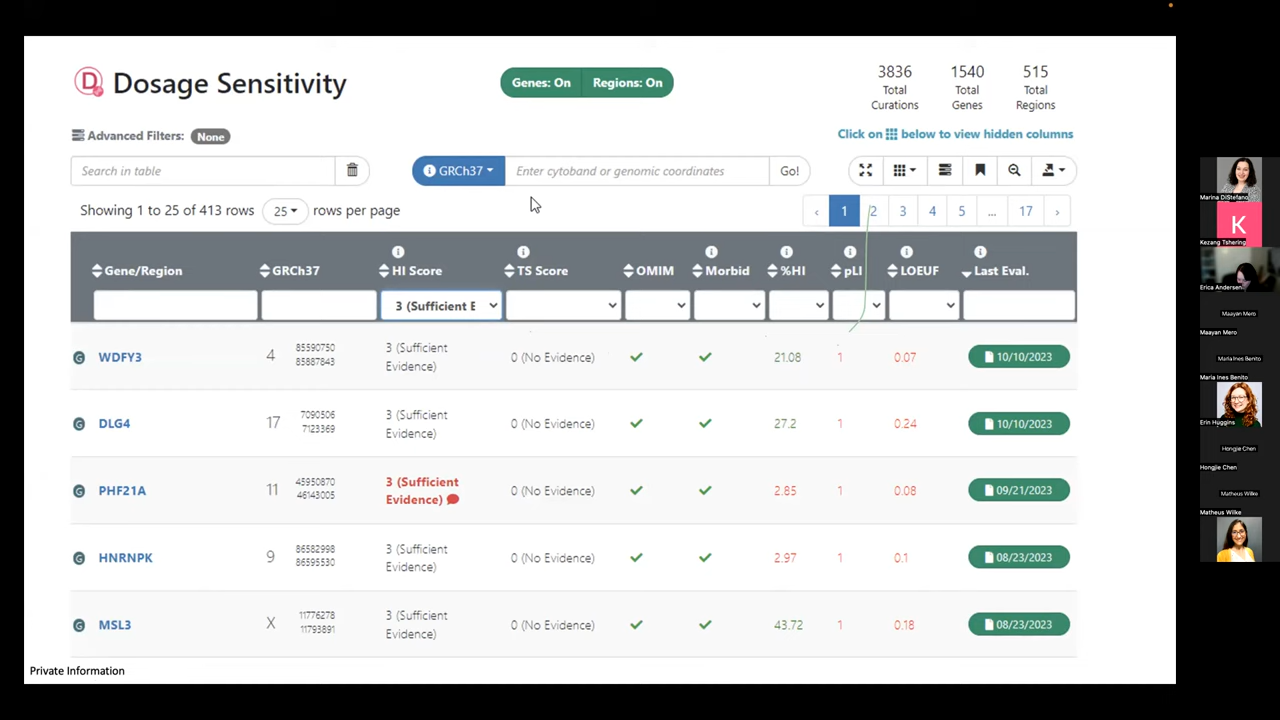 D Dosage Sensitivity
Genes: On Regions: On
3836 1540 515
Total Total Total
Curations Genes Regions
Advanced Filters: None
Click on below to view hidden columns
Search in table
GRCh37
Enter cytoband or genomic coordinates
Go!
Showing 1 to 25 of 413 rows 25 rows per page
‹ 1 2 3 4 5 ... 17 ›
Gene/Region GRCh37 HI Score TS Score OMIM Morbid %HI pLI LOEUF Last Eval.
3 (Sufficient E
G WDFY3 4 85590750 85887843 3 (Sufficient Evidence) 0 (No Evidence) 21.08 1 0.07 10/10/2023
G DLG4 17 7090506 7123369 3 (Sufficient Evidence) 0 (No Evidence) 27.2 1 0.24 10/10/2023
G PHF21A 11 45950870 46143005 3 (Sufficient Evidence) 0 (No Evidence) 2.85 1 0.08 09/21/2023
G HNRNPK 9 86582998 86595530 3 (Sufficient Evidence) 0 (No Evidence) 2.97 1 0.1 08/23/2023
G MSL3 X 11776278 11793891 3 (Sufficient Evidence) 0 (No Evidence) 43.72 1 0.18 08/23/2023
Private Information
Marina DiStefano
K
Kezang Tshering
Erica Andersen
Maayan Mero
Maayan Mero
Maria Ines Benito
Maria Ines Benito
Erin Huggins
Hongjie Chen
Hongjie Chen
Matheus Wilke
Matheus Wilke